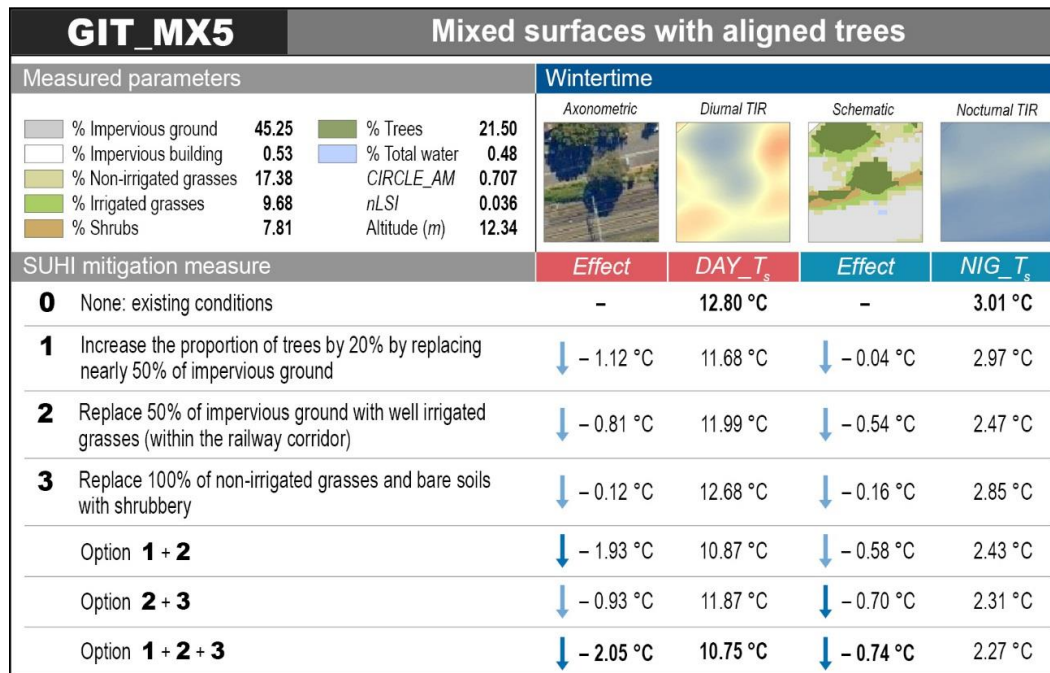 GIT_MX5 Mixed surfaces with aligned trees
Measured parameters Wintertime
Axonometric Diurnal TIR Schematic Nocturnal TIR
% Impervious ground 45.25 % Trees 21.50
% Impervious building 0.53 % Total water 0.48
% Non-irrigated grasses 17.38 CIRCLE_AM 0.707
% Irrigated grasses 9.68 nLSI 0.036
% Shrubs 7.81 Altitude (m) 12.34
SUHI mitigation measure Effect DAY_Ts Effect NIG_Ts
0 None: existing conditions – 12.80 °C – 3.01 °C
1 Increase the proportion of trees by 20% by replacing
nearly 50% of impervious ground – 1.12 °C 11.68 °C – 0.04 °C 2.97 °C
2 Replace 50% of impervious ground with well irrigated
grasses (within the railway corridor) – 0.81 °C 11.99 °C – 0.54 °C 2.47 °C
3 Replace 100% of non-irrigated grasses and bare soils
with shrubbery – 0.12 °C 12.68 °C – 0.16 °C 2.85 °C
Option 1 + 2 – 1.93 °C 10.87 °C – 0.58 °C 2.43 °C
Option 2 + 3 – 0.93 °C 11.87 °C – 0.70 °C 2.31 °C
Option 1 + 2 + 3 – 2.05 °C 10.75 °C – 0.74 °C 2.27 °C